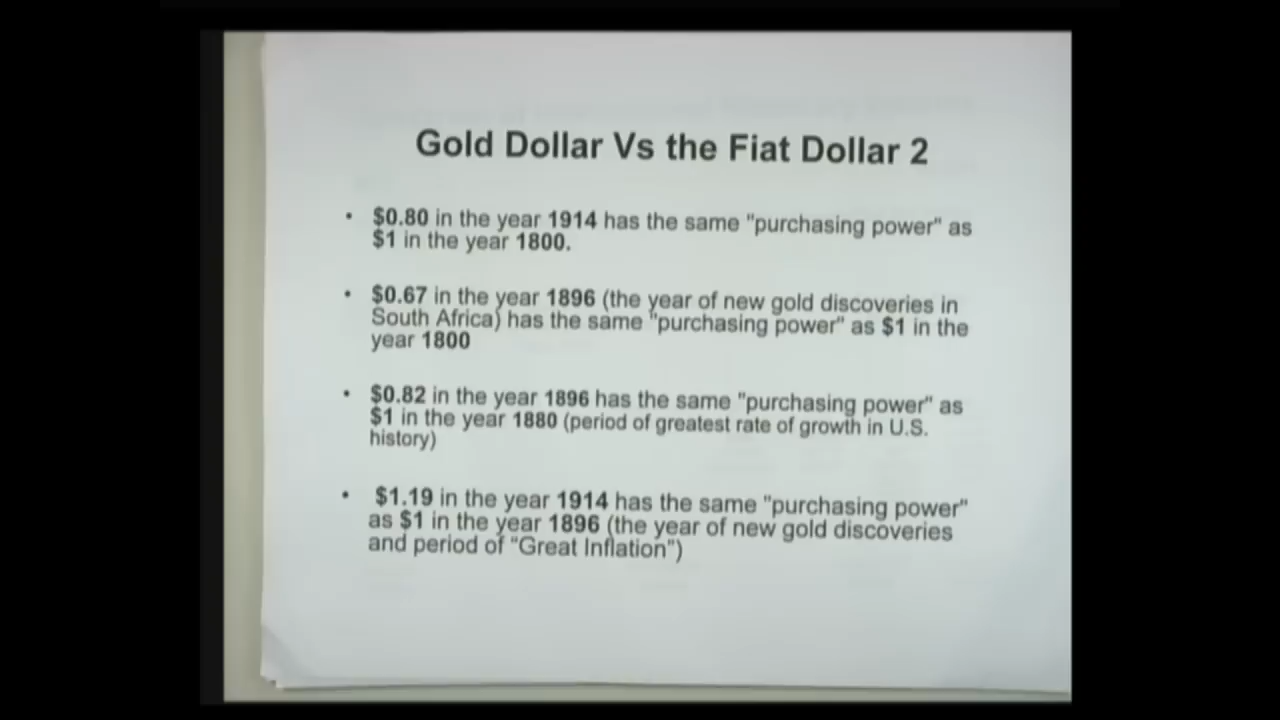 Gold Dollar Vs the Fiat Dollar 2
• $0.80 in the year 1914 has the same "purchasing power" as
$1 in the year 1800.
• $0.67 in the year 1896 (the year of new gold discoveries in
South Africa) has the same "purchasing power" as $1 in the
year 1800
• $0.82 in the year 1896 has the same "purchasing power" as
$1 in the year 1880 (period of greatest rate of growth in U.S.
history)
• $1.19 in the year 1914 has the same "purchasing power"
as $1 in the year 1896 (the year of new gold discoveries
and period of “Great Inflation”)